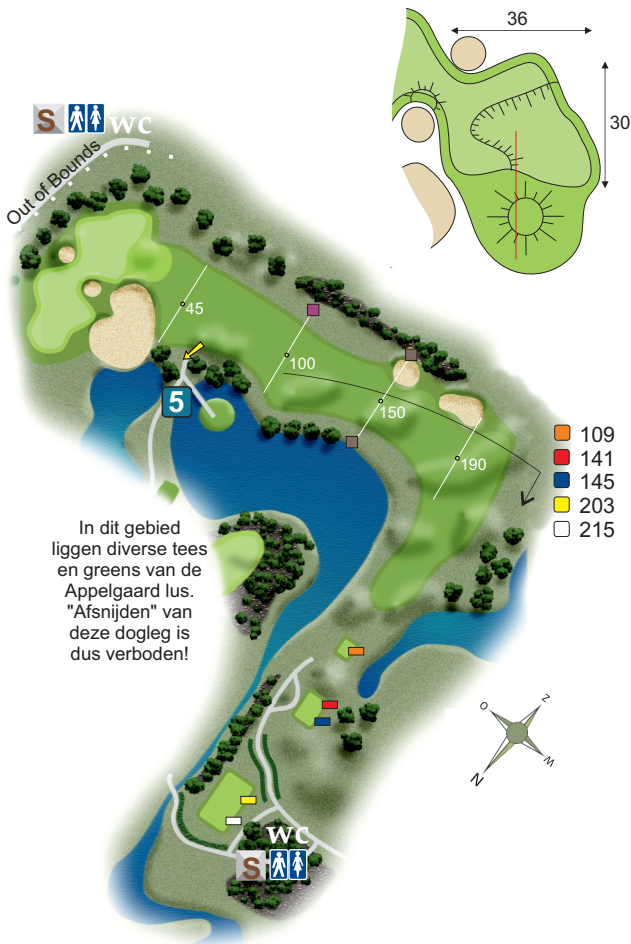 36
30
S WC
Out of Bounds
45
100
150
190
5
109
141
145
203
215
In dit gebied
liggen diverse tees
en greens van de
Appelgaard lus.
"Afsnijden" van
deze dogleg is
dus verboden!
O
Z
N
W
WC
S